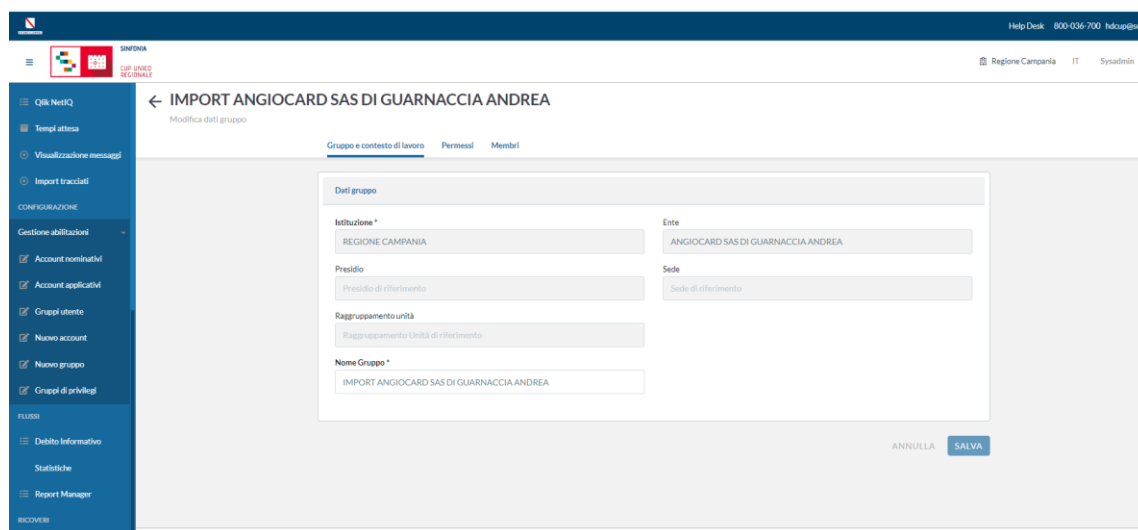 Help Desk 800-036-700 hdcup@s
SINFONIA
CUP UNICO
REGIONALE
Regione Campania IT Sysadmin
Qlik NetIQ
Tempi attesa
Visualizzazione messaggi
Import tracciati
CONFIGURAZIONE
Gestione abilitazioni
Account nominativi
Account applicativi
Gruppi utente
Nuovo account
Nuovo gruppo
Gruppi di privilegi
FLUSSI
Debito Informativo
Statistiche
Report Manager
RICOVERI
IMPORT ANGIOCARD SAS DI GUARNACCIA ANDREA
Modifica dati gruppo
Gruppo e contesto di lavoro Permessi Membri
Dati gruppo
Istituzione * Ente
REGIONE CAMPANIA ANGIOCARD SAS DI GUARNACCIA ANDREA
Presidio Sede
Presidio di riferimento Sede di riferimento
Raggruppamento unità
Raggruppamento Unità di riferimento
Nome Gruppo *
IMPORT ANGIOCARD SAS DI GUARNACCIA ANDREA
ANNULLA SALVA